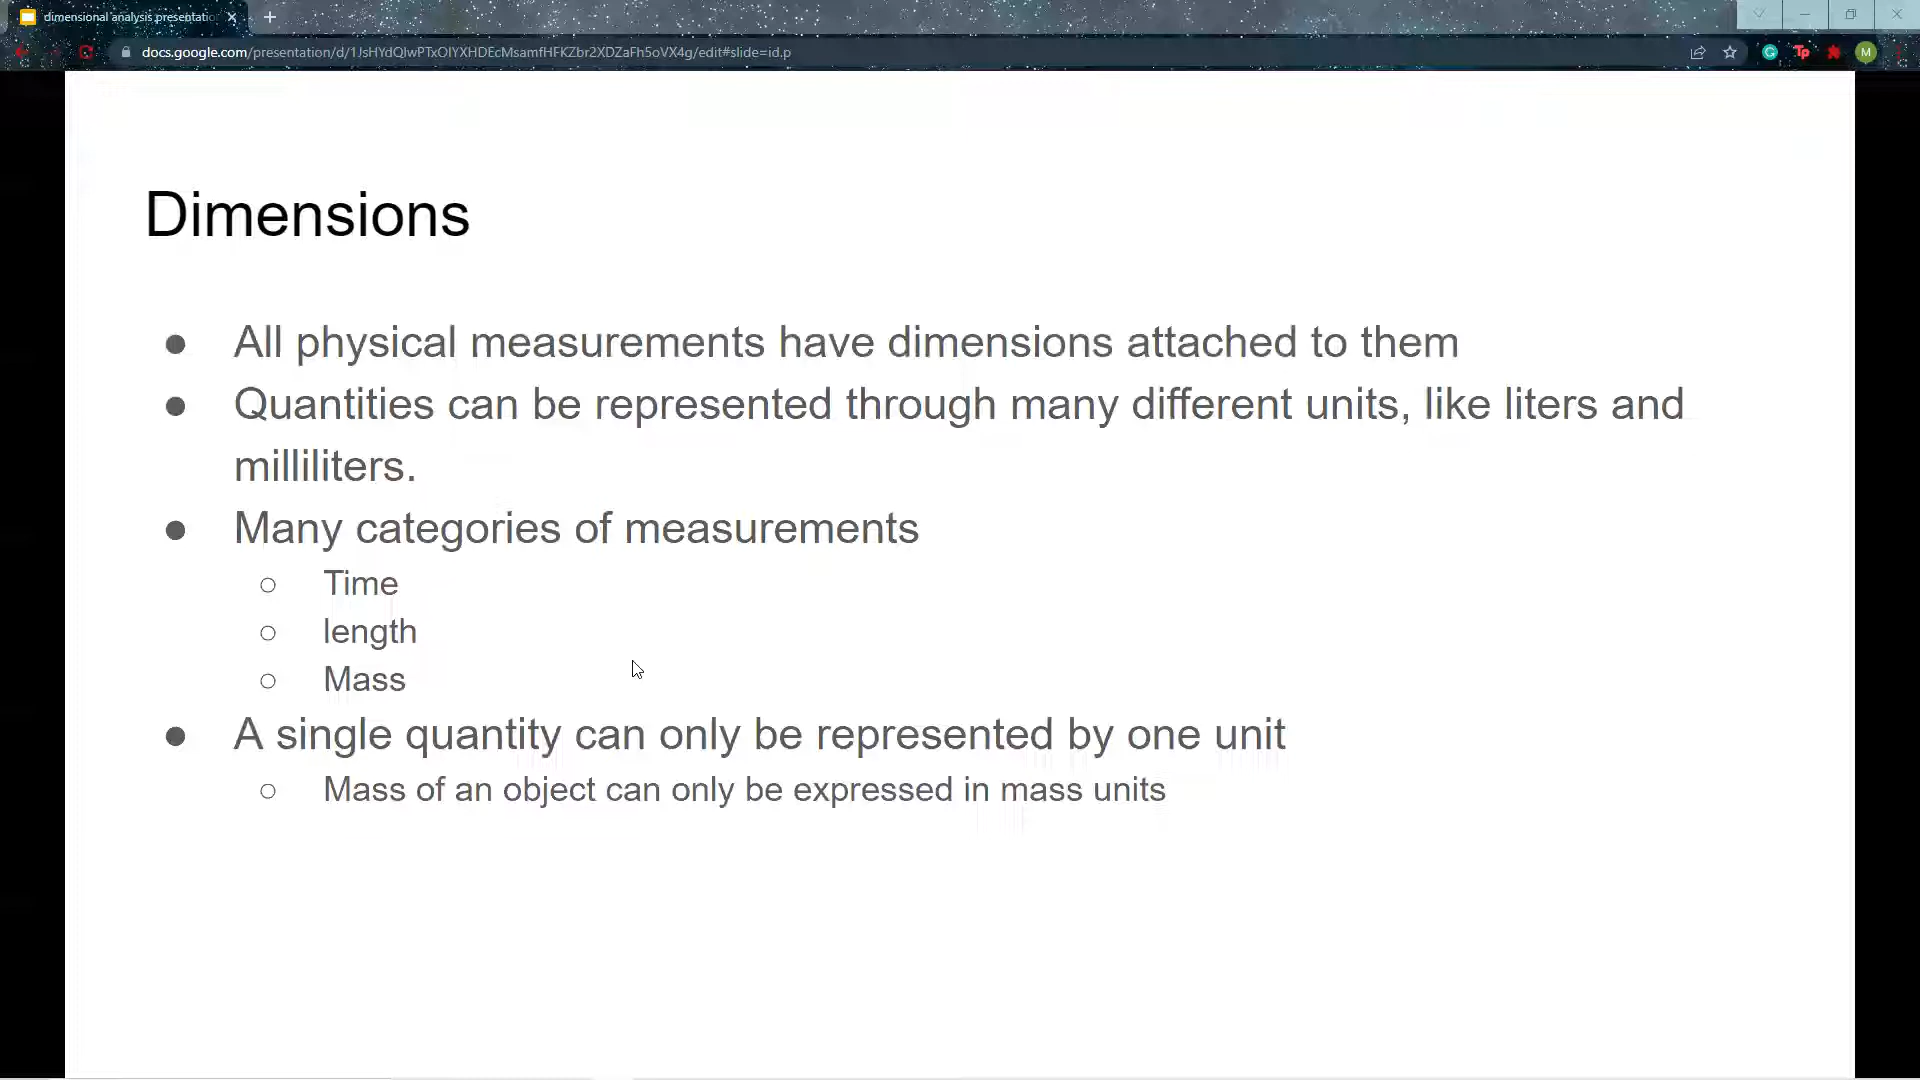 dimensional analysis presentatio
docs.google.com/presentation/d/1JsHYdQlwPTxOlYXHDEcMsamfHFKZbr2XDZaFh5oVX4g/edit#slide=id.p
M
Dimensions
● All physical measurements have dimensions attached to them
● Quantities can be represented through many different units, like liters and
milliliters.
● Many categories of measurements
○ Time
○ length
○ Mass
● A single quantity can only be represented by one unit
○ Mass of an object can only be expressed in mass units